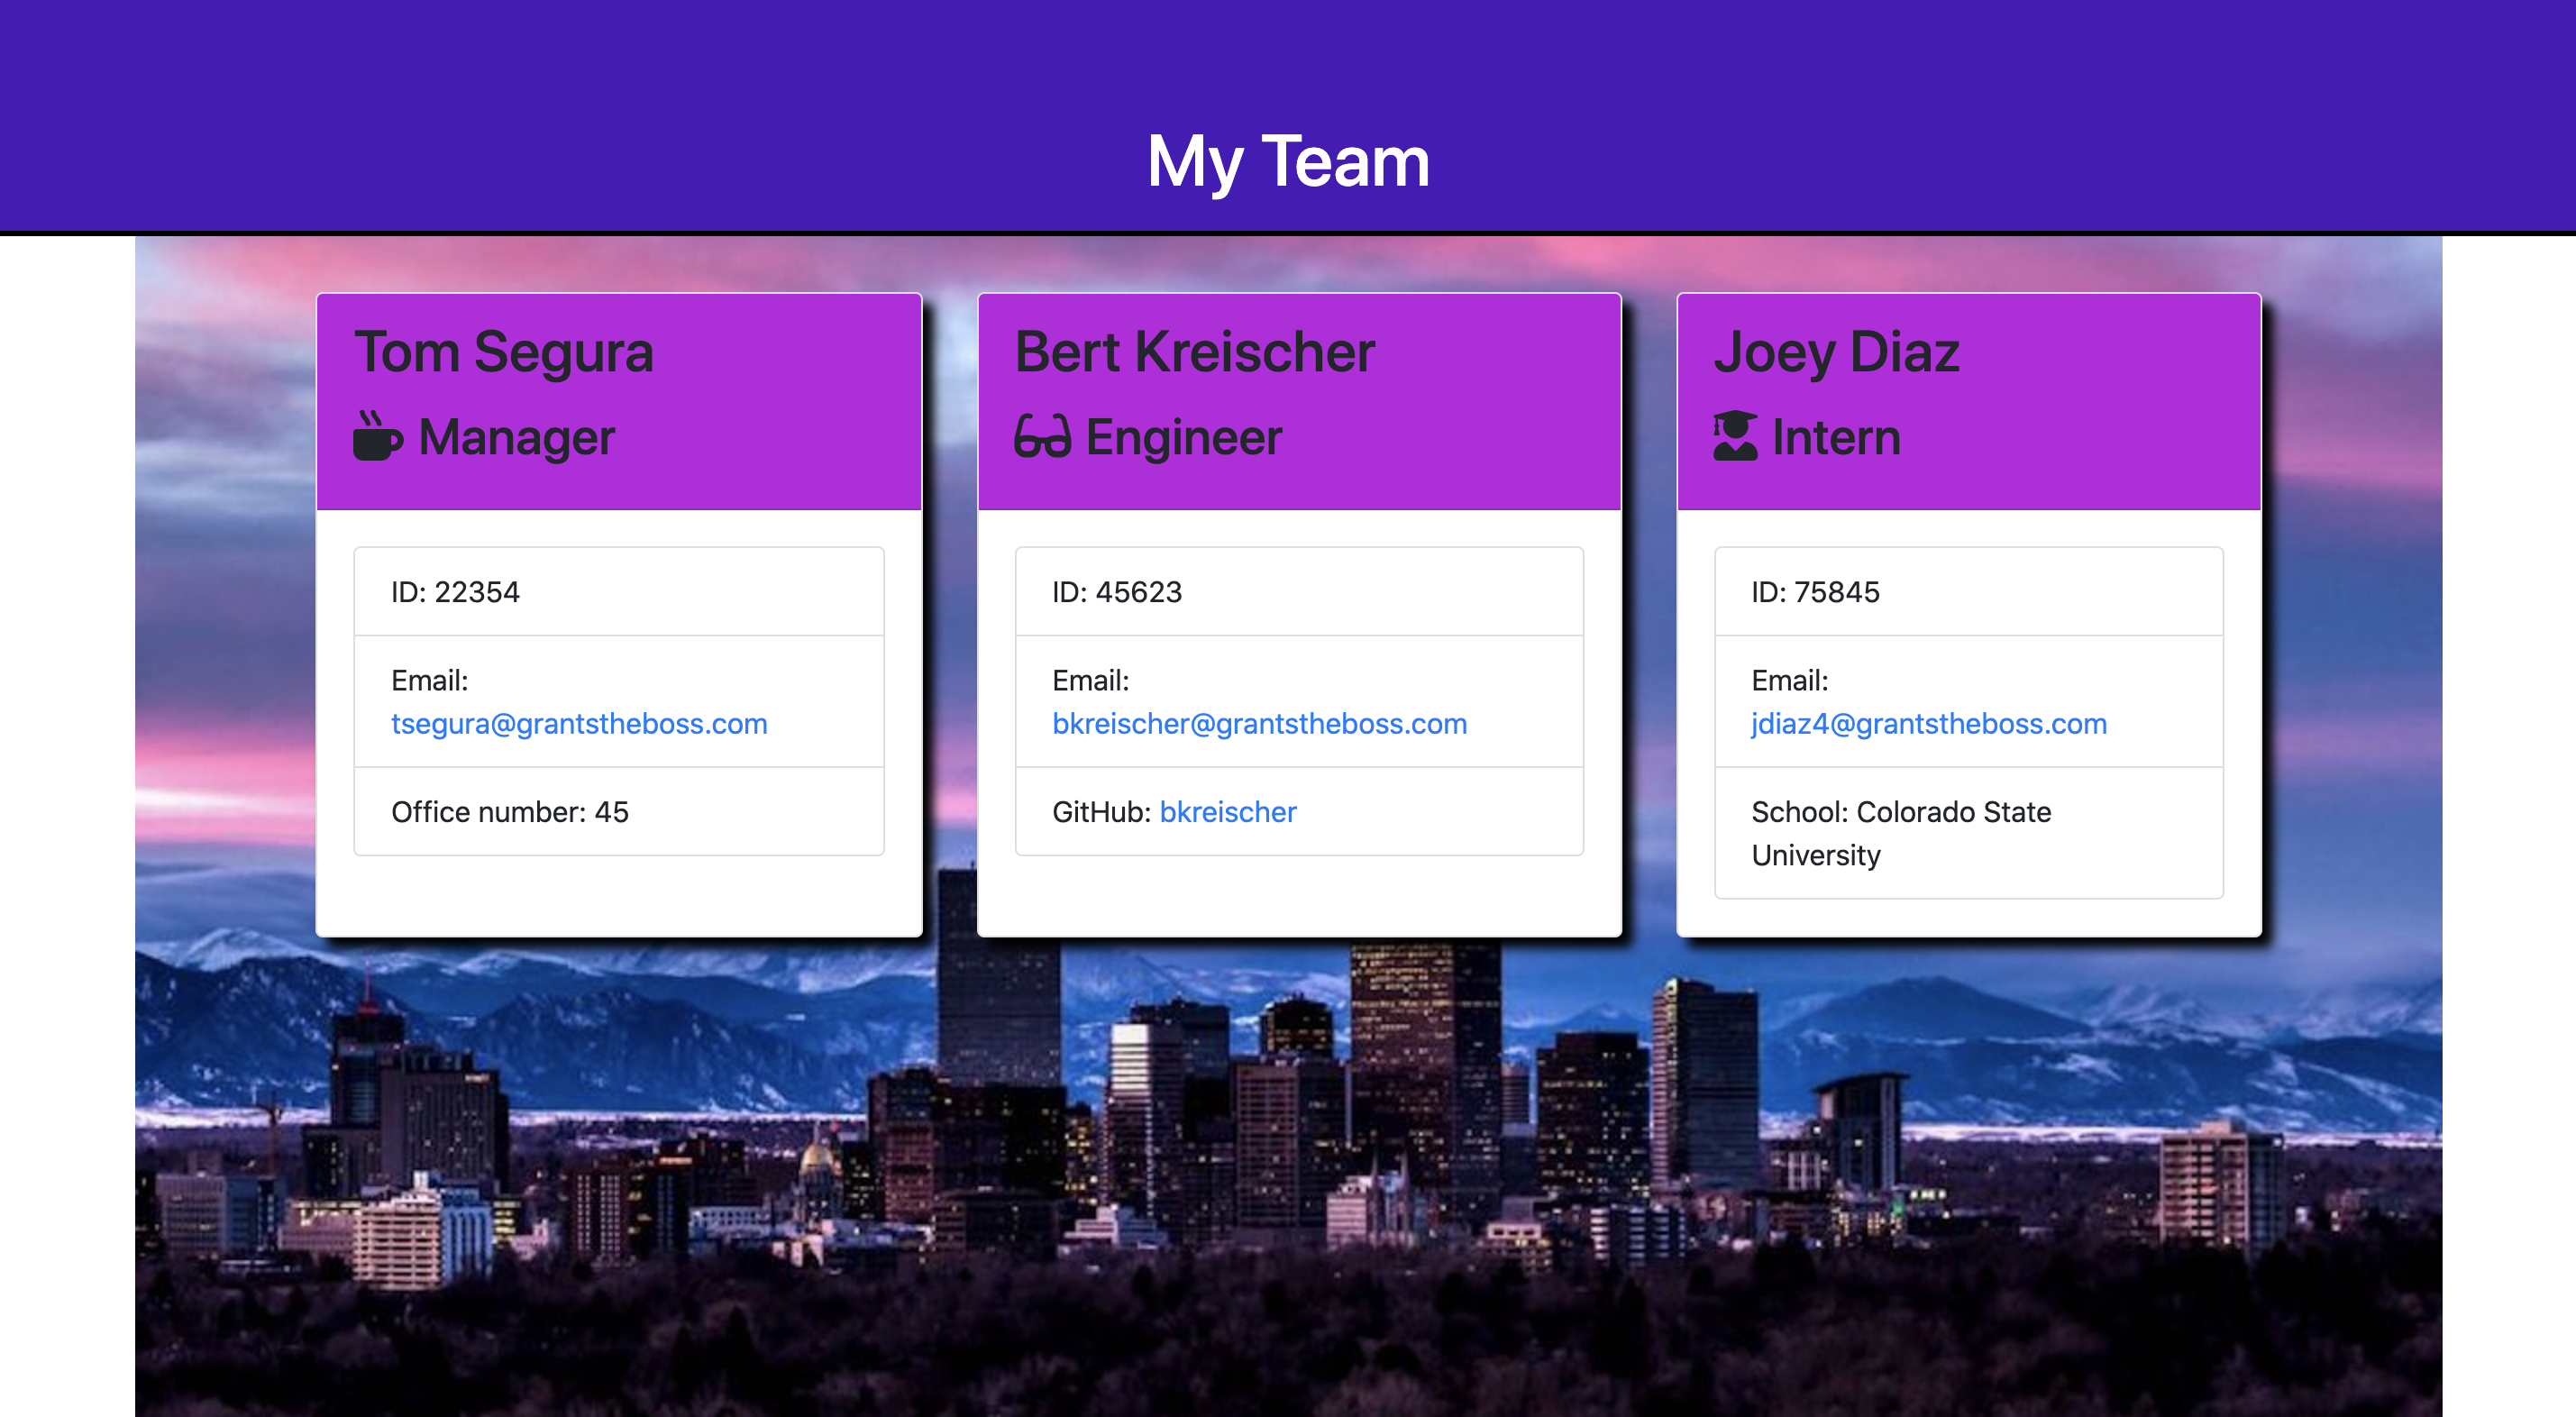 My Team
Tom Segura
Manager
ID: 22354
Email:
tsegura@grantstheboss.com
Office number: 45
Bert Kreischer
Engineer
ID: 45623
Email:
bkreischer@grantstheboss.com
GitHub: bkreischer
Joey Diaz
Intern
ID: 75845
Email:
jdiaz4@grantstheboss.com
School: Colorado State
University